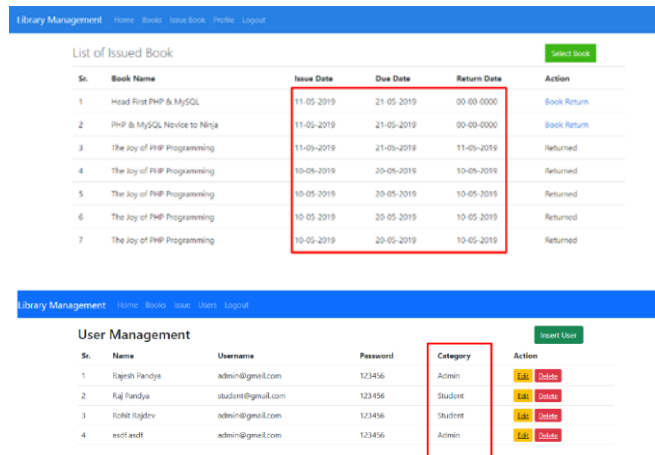 Library Management Home Books Issue Book Profile Logout
List of Issued Book Select Book
Sr. Book Name Issue Date Due Date Return Date Action
1 Head First PHP & MySQL 11-05-2019 21-05-2019 00-00-0000 Book Return
2 PHP & MySQL Novice to Ninja 11-05-2019 21-05-2019 00-00-0000 Book Return
3 The Joy of PHP Programming 11-05-2019 21-05-2019 11-05-2019 Returned
4 The Joy of PHP Programming 10-05-2019 20-05-2019 10-05-2019 Returned
5 The Joy of PHP Programming 10-05-2019 20-05-2019 10-05-2019 Returned
6 The Joy of PHP Programming 10-05-2019 20-05-2019 10-05-2019 Returned
7 The Joy of PHP Programming 10-05-2019 20-05-2019 10-05-2019 Returned
Library Management Home Books Issue Users Logout
User Management Insert User
Sr. Name Username Password Category Action
1 Rajesh Pandya admin@gmail.com 123456 Admin Edit Delete
2 Raj Pandya student@gmail.com 123456 Student Edit Delete
3 Rohit Rajdev admin@gmail.com 123456 Student Edit Delete
4 asdf asdf admin@gmail.com 123456 Admin Edit Delete